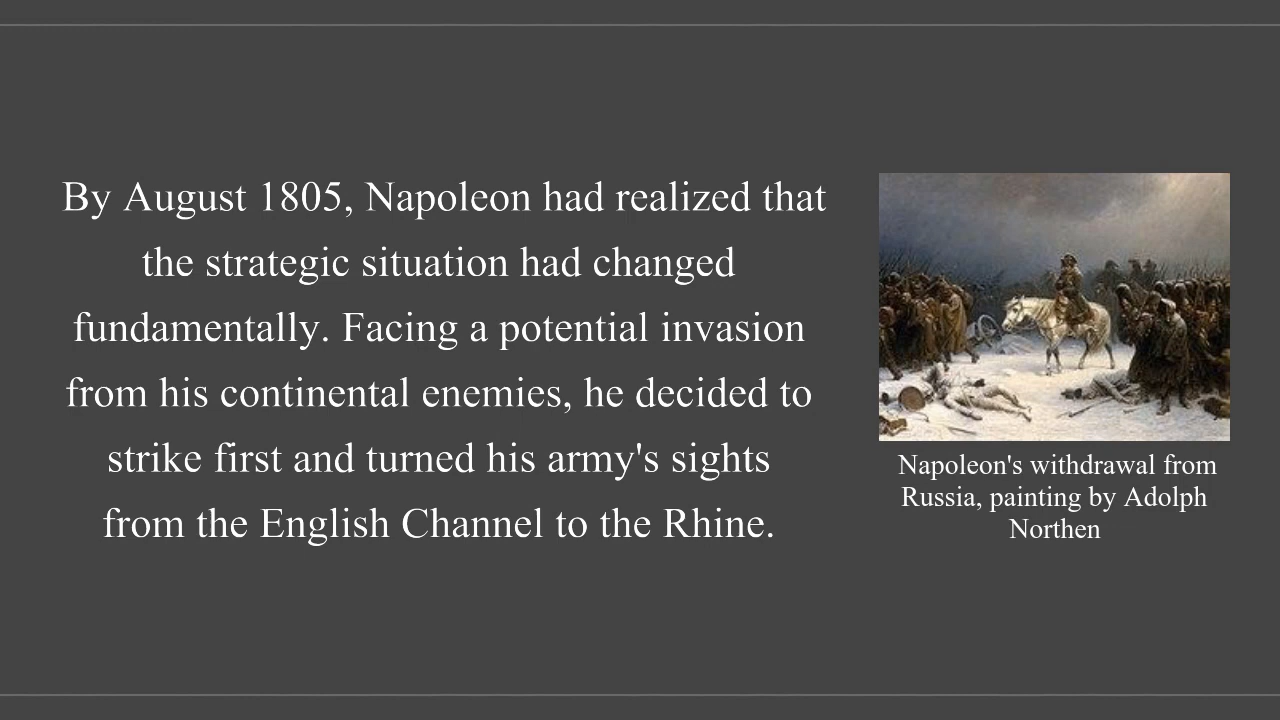 By August 1805, Napoleon had realized that
the strategic situation had changed
fundamentally. Facing a potential invasion
from his continental enemies, he decided to
strike first and turned his army's sights
from the English Channel to the Rhine.
Napoleon's withdrawal from
Russia, painting by Adolph
Northen